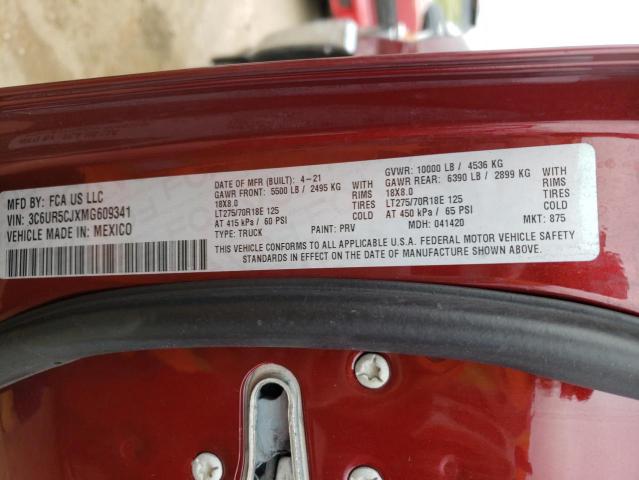 MFD BY: FCA US LLC
VIN: 3C6UR5CJXMG609341
VEHICLE MADE IN: MEXICO
DATE OF MFR (BUILT): 4-21
GAWR FRONT: 5500 LB / 2495 KG WITH
18X8.0 RIMS
LT275/70R18E 125 TIRES
AT 415 kPa / 60 PSI COLD
TYPE: TRUCK PAINT: PRV
GVWR: 10000 LB / 4536 KG
GAWR REAR: 6390 LB / 2899 KG WITH
18X8.0 RIMS
LT275/70R18E 125 TIRES
AT 450 kPa / 65 PSI COLD
MDH: 041420 MKT: 875
THIS VEHICLE CONFORMS TO ALL APPLICABLE U.S.A. FEDERAL MOTOR VEHICLE SAFETY
STANDARDS IN EFFECT ON THE DATE OF MANUFACTURE SHOWN ABOVE.